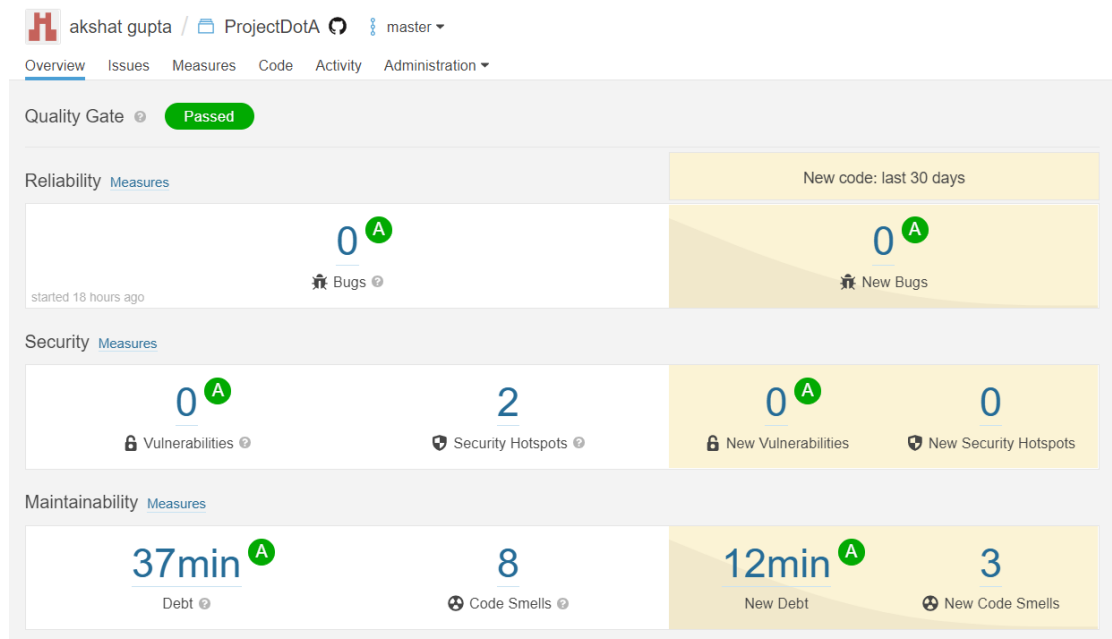 akshat gupta / ProjectDotA master
Overview Issues Measures Code Activity Administration
Quality Gate ? Passed
Reliability Measures
New code: last 30 days
0 A
Bugs ?
started 18 hours ago
0 A
New Bugs
Security Measures
0 A
Vulnerabilities ?
2
Security Hotspots ?
0 A
New Vulnerabilities
0
New Security Hotspots
Maintainability Measures
37min A
Debt ?
8
Code Smells ?
12min A
New Debt
3
New Code Smells